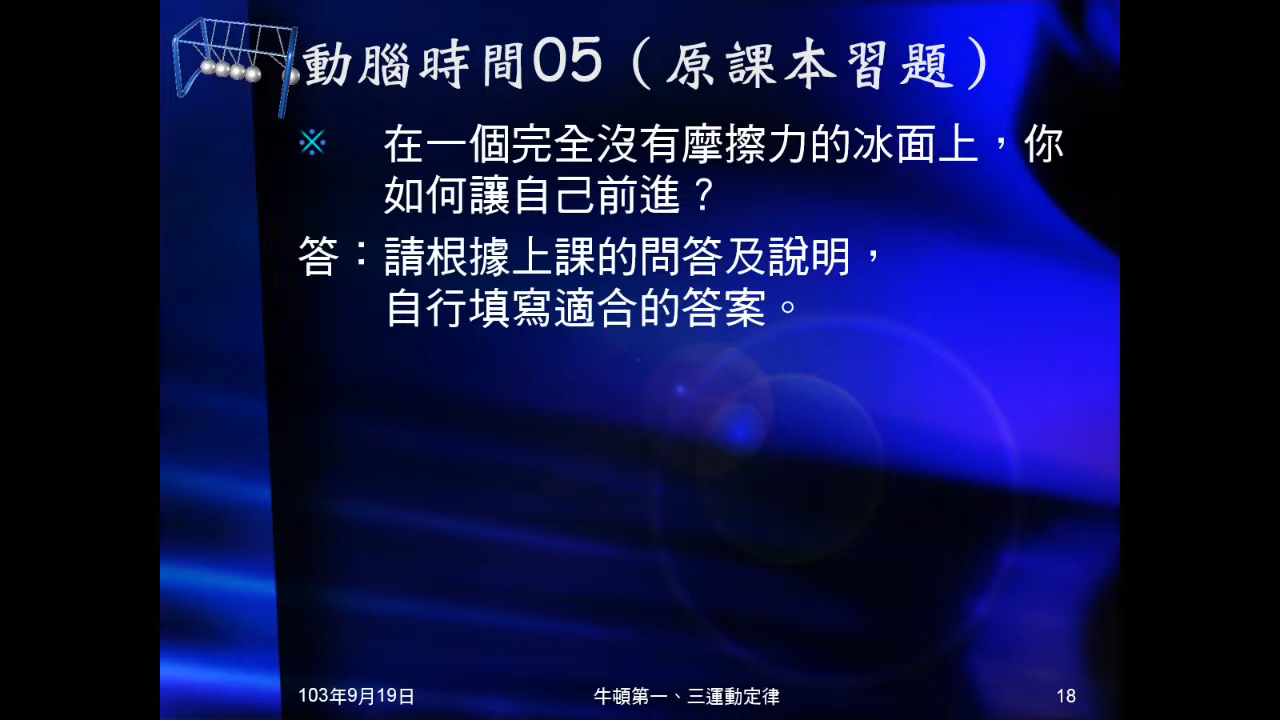 動腦時間05（原課本習題）
※ 在一個完全沒有摩擦力的冰面上，你
如何讓自己前進？
答：請根據上課的問答及說明，
自行填寫適合的答案。
103年9月19日 牛頓第一、三運動定律 18